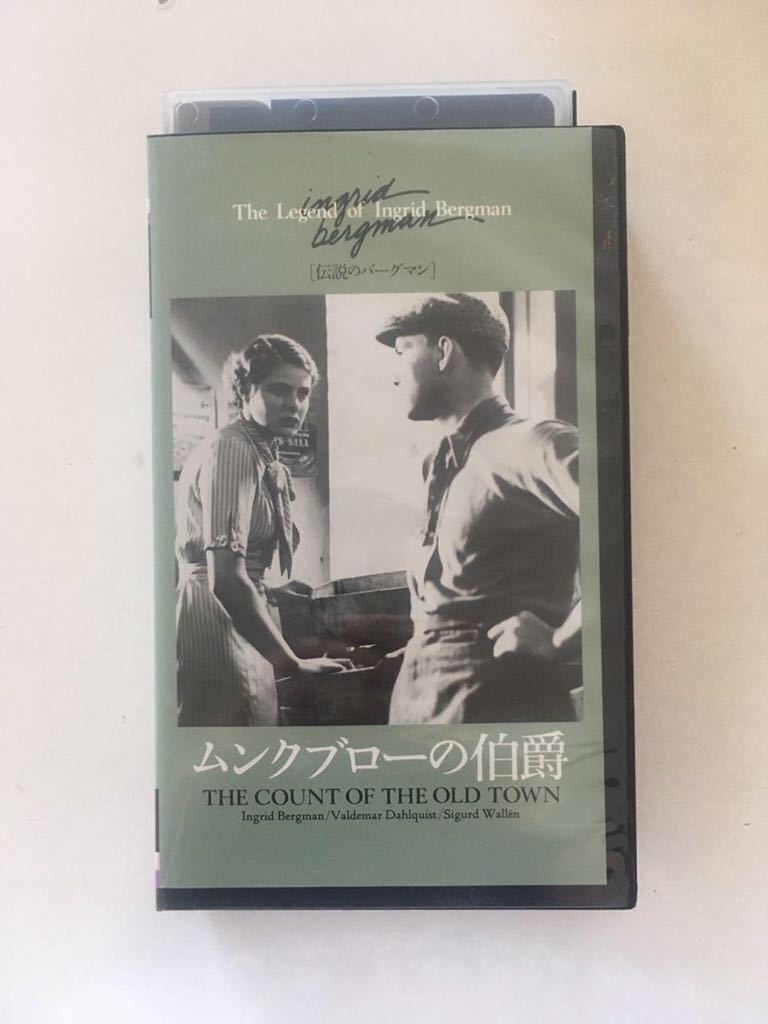 ingrid
The Legend of Ingrid Bergman
bergman
[伝説のバーグマン]
ムンクブローの伯爵
THE COUNT OF THE OLD TOWN
Ingrid Bergman/Valdemar Dahlquist/Sigurd Wallén